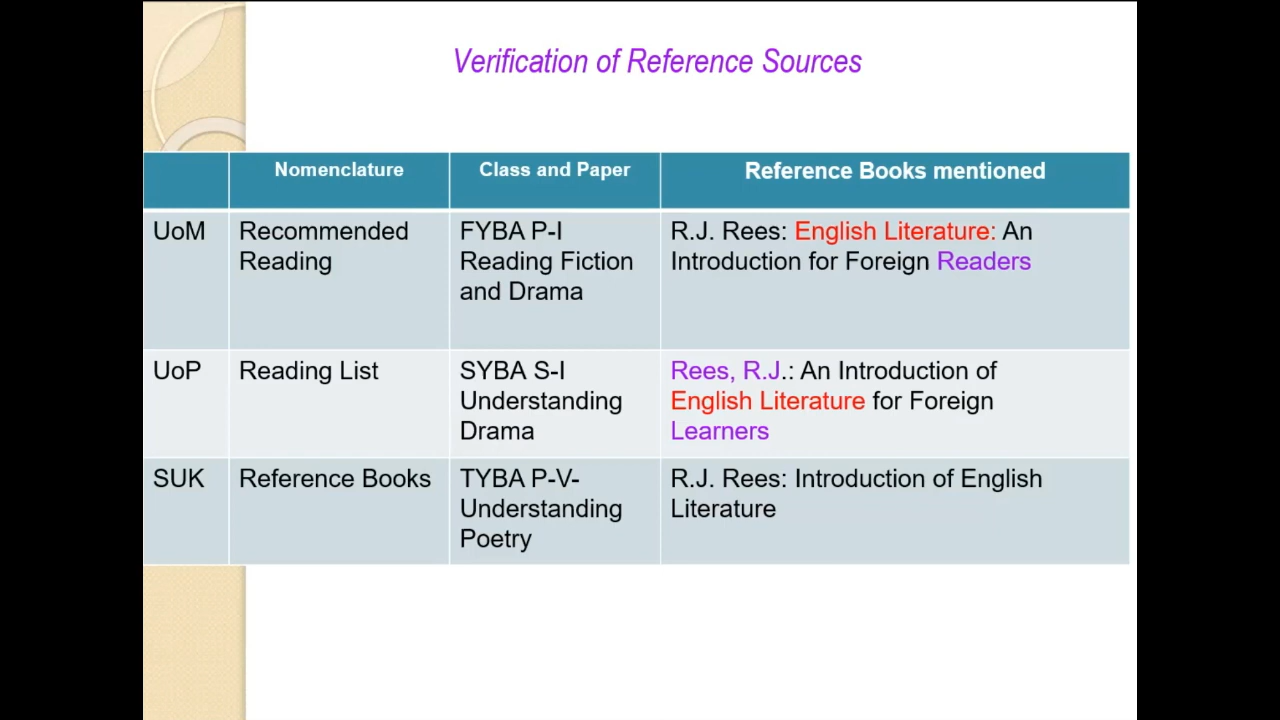 Verification of Reference Sources
Nomenclature
Class and Paper
Reference Books mentioned
UoM
Recommended
Reading
FYBA P-I
Reading Fiction
and Drama
R.J. Rees: English Literature: An
Introduction for Foreign Readers
UoP
Reading List
SYBA S-I
Understanding
Drama
Rees, R.J.: An Introduction of
English Literature for Foreign
Learners
SUK
Reference Books
TYBA P-V-
Understanding
Poetry
R.J. Rees: Introduction of English
Literature